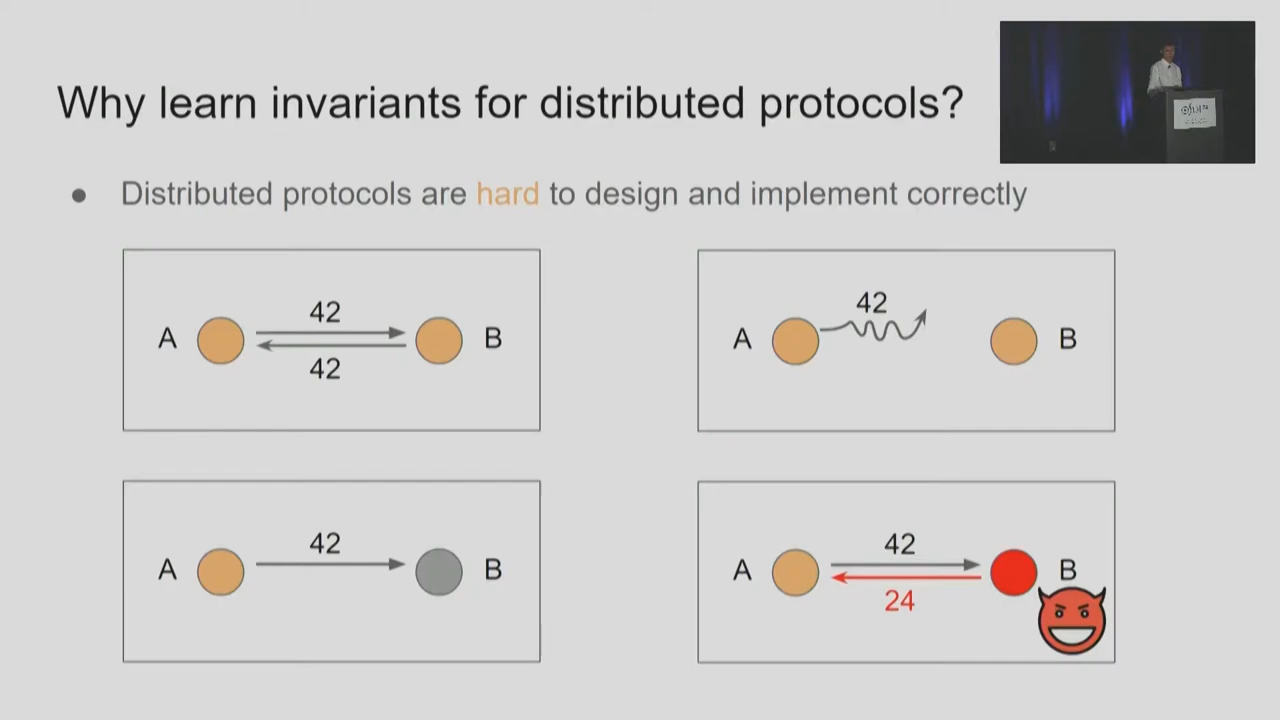 Why learn invariants for distributed protocols?
● Distributed protocols are hard to design and implement correctly
42
A B
42
42
A B
42
A B
42
A B
24